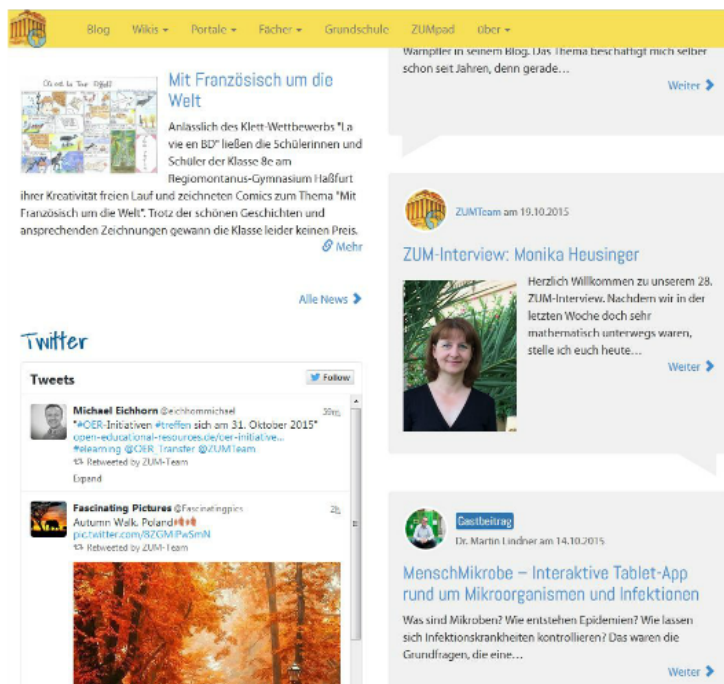 Blog Wikis Portale Fächer Grundschule ZUMpad über
Mit Französisch um die
Welt
Anlässlich des Klett-Wettbewerbs "La
vie en BD" ließen die Schülerinnen und
Schüler der Klasse 8e am
Regiomontanus-Gymnasium Haßfurt
ihrer Kreativität freien Lauf und zeichneten Comics zum Thema "Mit
Französisch um die Welt". Trotz der schönen Geschichten und
ansprechenden Zeichnungen gewann die Klasse leider keinen Preis.
Mehr
Alle News
Twitter
Tweets
Follow
Michael Eichhorn @eichhornmichael
"#OER-Initiativen #treffen sich am 31. Oktober 2015"
open-educational-resources.de/oer-initiative...
#elearning @OER_Transfer @ZUMTeam
Retweeted by ZUM-Team
Expand
Fascinating Pictures @Fascinatingpics
2h
Autumn Walk. Poland
pic.twitter.com/8ZGMiPwSmN
Retweeted by ZUM-Team
Wampfler in seinem Blog. Das Thema beschäftigt mich selber
schon seit Jahren, denn gerade…
Weiter
ZUMTeam am 19.10.2015
ZUM-Interview: Monika Heusinger
Herzlich Willkommen zu unserem 28.
ZUM-Interview. Nachdem wir in der
letzten Woche doch sehr
mathematisch unterwegs waren,
stelle ich euch heute…
Weiter
Gastbeitrag
Dr. Martin Lindner am 14.10.2015
MenschMikrobe – Interaktive Tablet-App
rund um Mikroorganismen und Infektionen
Was sind Mikroben? Wie entstehen Epidemien? Wie lassen
sich Infektionskrankheiten kontrollieren? Das waren die
Grundfragen, die eine…
Weiter